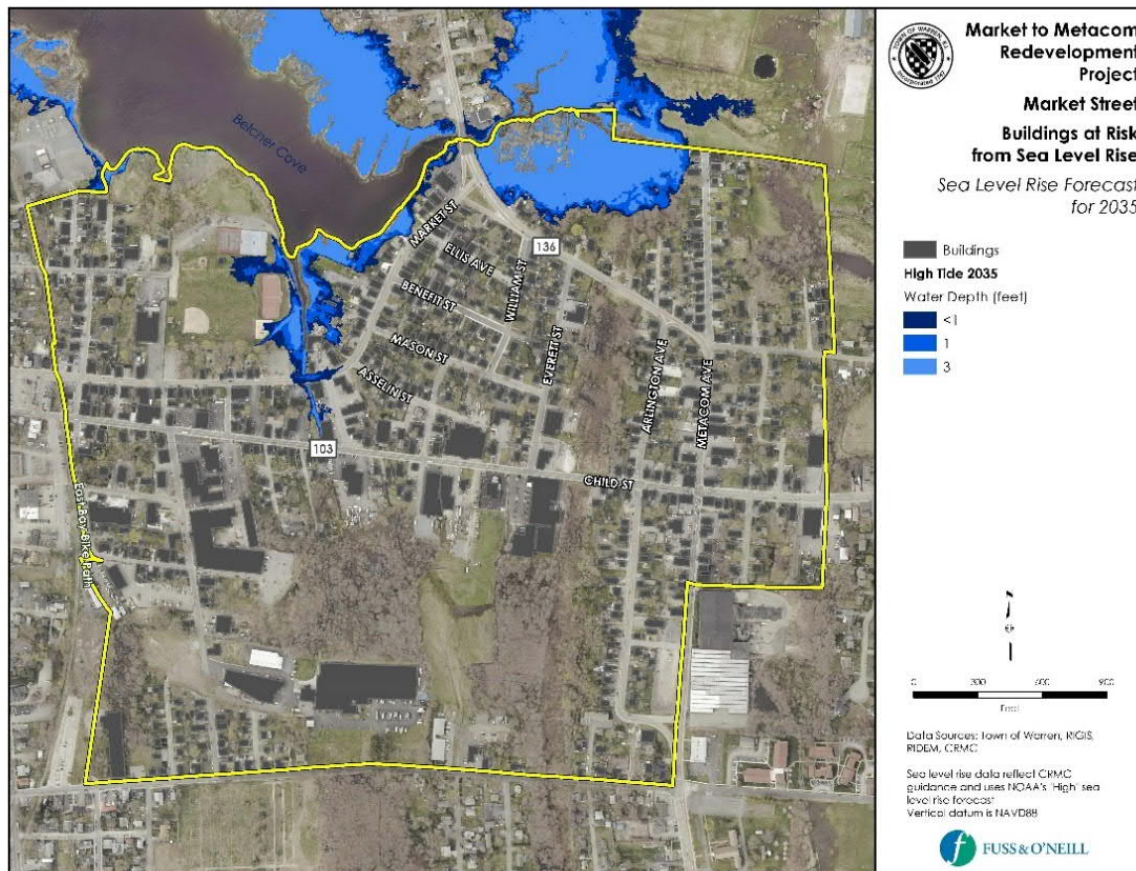 Market to Metacom
Redevelopment
Project
Market Street
Buildings at Risk
from Sea Level Rise
Sea Level Rise Forecast
for 2035
Buildings
High Tide 2035
Water Depth (feet)
<1
1
3
Belcher Cove
MARKET ST
136
ELLIS AVE
WILLIAM ST
BENEFIT ST
MASON ST
EVERETT ST
ASSELIN ST
ARLINGTON AVE
METACOM AVE
103
CHILD ST
East Bay Bike Path
0 300 600 900
Feet
Data Sources: Town of Warren, RIGIS,
RIDEM, CRMC
Sea level rise data reflect CRMC
guidance and uses NOAA's 'High' sea
level rise forecast
Vertical datum is NAVD88
f FUSS & O'NEILL